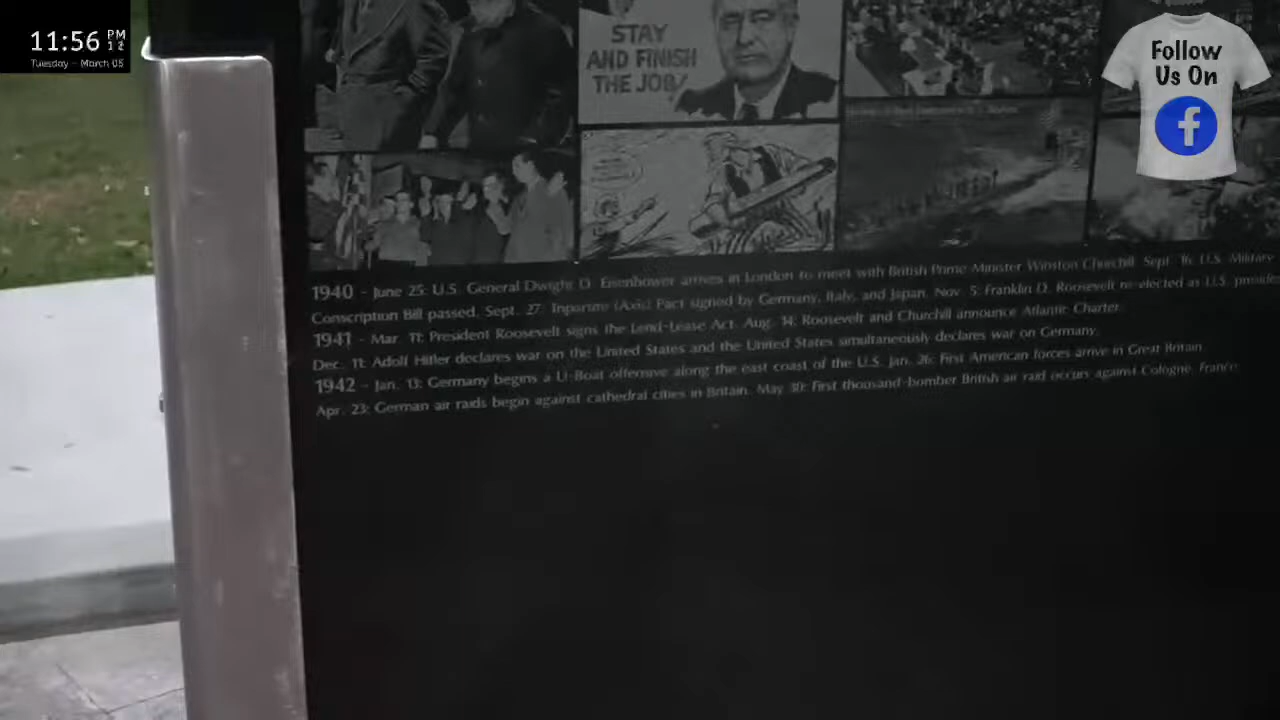 11:56 PM
12
Tuesday - March 05
Follow
Us On
STAY
AND FINISH
THE JOB!
1940 - June 25: U.S. General Dwight D. Eisenhower arrives in London to meet with British Prime Minister Winston Churchill. Sept. 16: U.S. Military
Conscription Bill passed. Sept. 27: (Axis) Pact signed by Germany, Italy, and Japan. Nov. 5: Franklin D. Roosevelt re-elected as U.S.
1941 - Mar. 11: President Roosevelt signs the Lend-Lease Act. Aug. 14: Roosevelt and Churchill announce Atlantic Charter.
Dec. 11: Adolf Hitler declares war on the United States and the United States simultaneously declares war on Germany.
1942 - Jan. 13: Germany begins a U-Boat offensive along the east coast of the U.S. Jan. 26: First American forces arrive in Great Britain.
Apr. 23: German air raids begin against cathedral cities in Britain. May 30: First thousand-bomber British air raid occurs against Cologne, France.